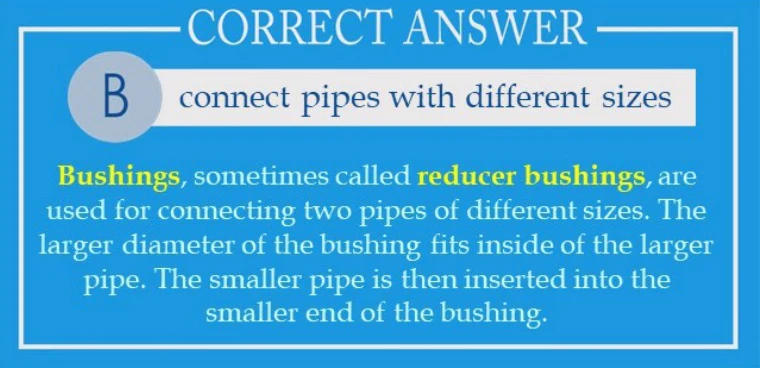 CORRECT ANSWER
B connect pipes with different sizes
Bushings, sometimes called reducer bushings, are
used for connecting two pipes of different sizes. The
larger diameter of the bushing fits inside of the larger
pipe. The smaller pipe is then inserted into the
smaller end of the bushing.